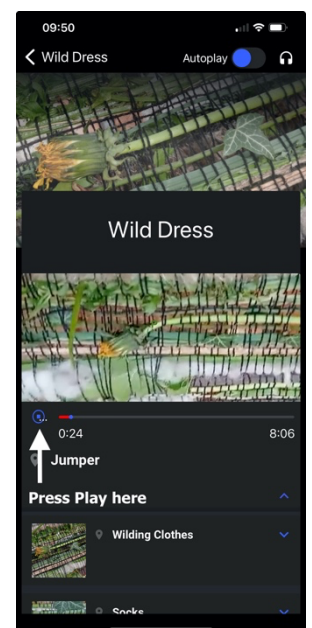 09:50
Wild Dress
Autoplay
Wild Dress
0:24
8:06
Jumper
Press Play here
Wilding Clothes
Socks